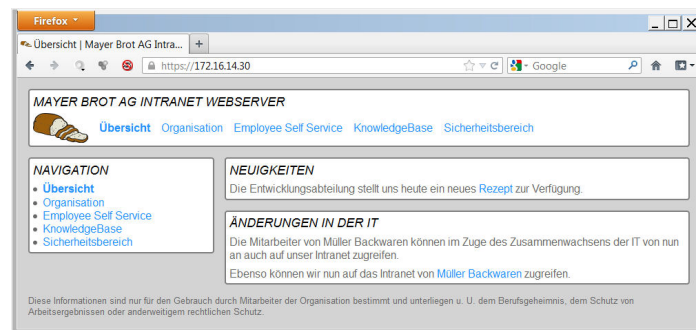 Firefox
Übersicht | Mayer Brot AG Intra...
https://172.16.14.30
Google
MAYER BROT AG INTRANET WEBSERVER
Übersicht Organisation Employee Self Service KnowledgeBase Sicherheitsbereich
NAVIGATION
Übersicht
Organisation
Employee Self Service
KnowledgeBase
Sicherheitsbereich
NEUIGKEITEN
Die Entwicklungsabteilung stellt uns heute ein neues Rezept zur Verfügung.
ÄNDERUNGEN IN DER IT
Die Mitarbeiter von Müller Backwaren können im Zuge des Zusammenwachsens der IT von nun
an auch auf unser Intranet zugreifen.
Ebenso können wir nun auf das Intranet von Müller Backwaren zugreifen.
Diese Informationen sind nur für den Gebrauch durch Mitarbeiter der Organisation bestimmt und unterliegen u. U. dem Berufsgeheimnis, dem Schutz von
Arbeitsergebnissen oder anderweitigem rechtlichen Schutz.